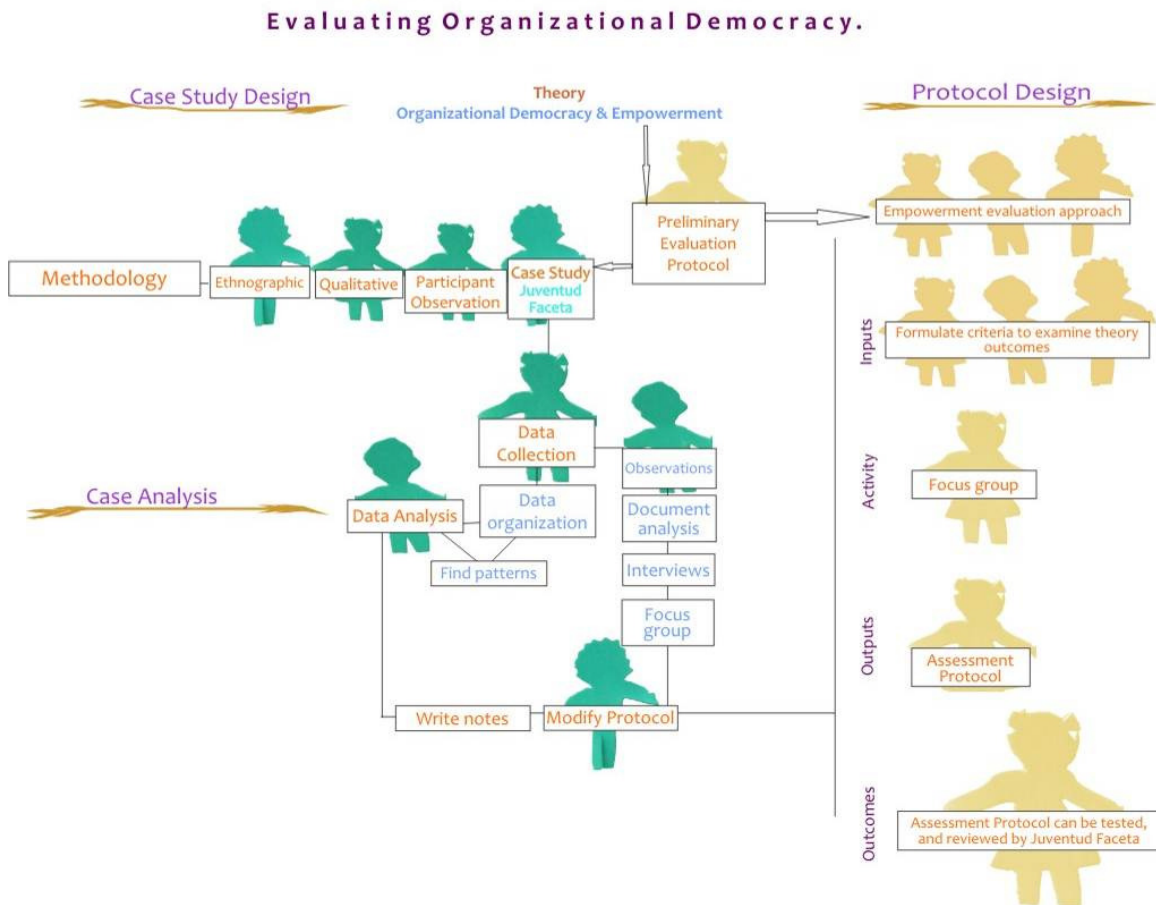 Evaluating Organizational Democracy.
Case Study Design
Theory
Organizational Democracy & Empowerment
Protocol Design
Preliminary
Evaluation
Protocol
Empowerment evaluation approach
Methodology
Ethnographic
Qualitative
Participant
Observation
Case Study
Juventud
Faceta
Inputs
Formulate criteria to examine theory
outcomes
Data
Collection
Observations
Activity
Focus group
Case Analysis
Data Analysis
Data
organization
Document
analysis
Find patterns
Interviews
Focus
group
Outputs
Assessment
Protocol
Write notes
Modify Protocol
Outcomes
Assessment Protocol can be tested,
and reviewed by Juventud Faceta